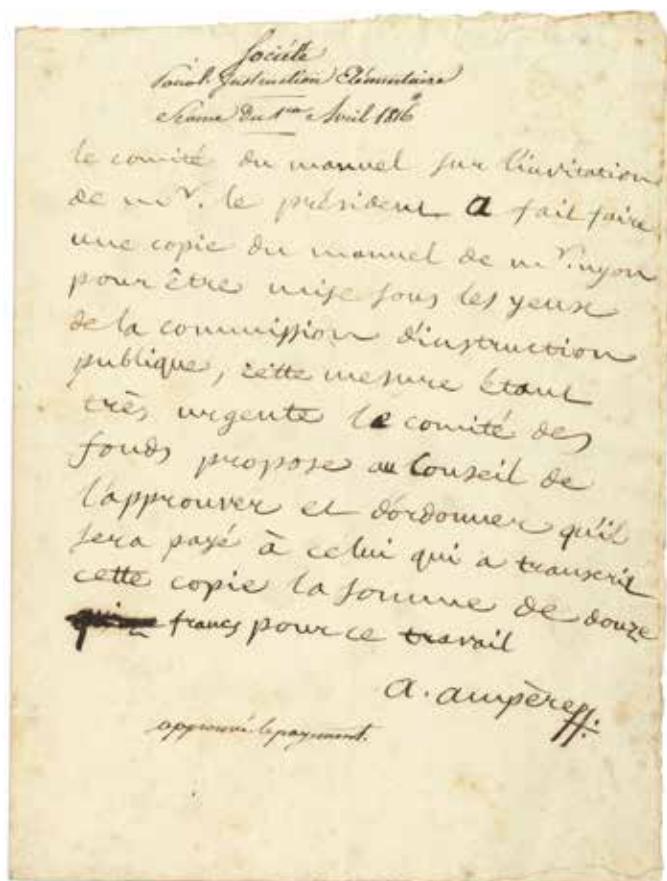 Société
pour l'instruction Elémentaire
Séance Du 1er Avril 1816
le comité du manuel sur l'invitation
de mr. le président a fait faire
une copie du manuel de mr. nyon
pour être mise sous les yeux
de la commission d'instruction
publique, cette mesure étant
très urgente le comité des
fonds propose au Conseil de
l'approuver et d'ordonner qu'il
sera payé à celui qui a transcrit
cette copie la somme de douze
francs pour ce travail
a. ampère
approuvé le payement.